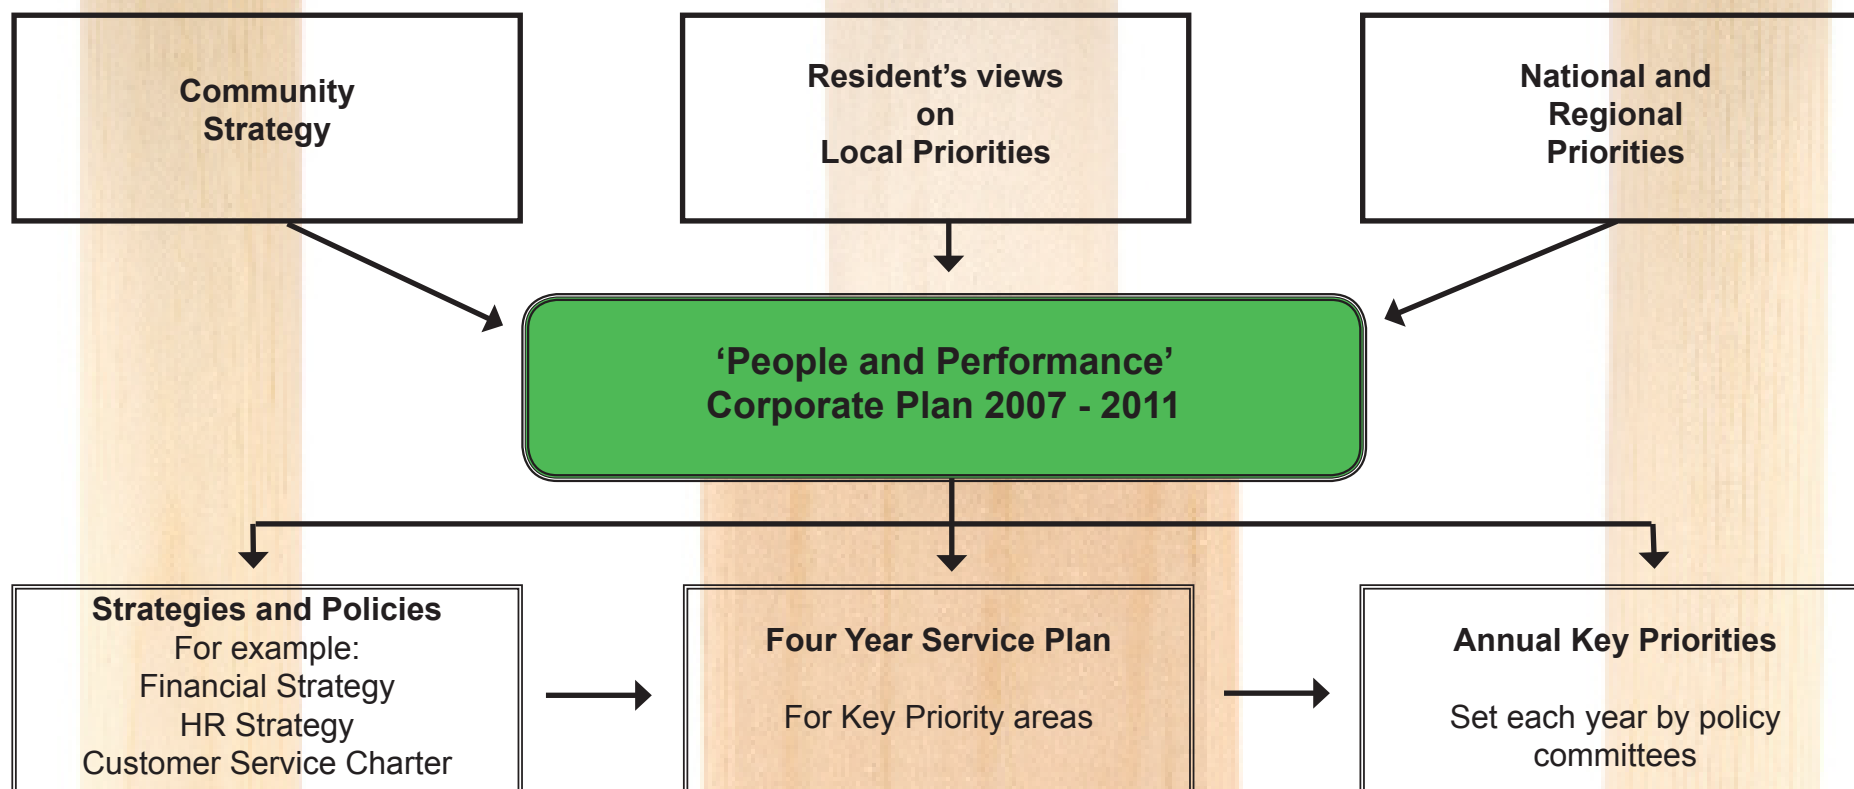 Community
Strategy
Resident’s views
on
Local Priorities
National and
Regional
Priorities
‘People and Performance’
Corporate Plan 2007 - 2011
Strategies and Policies
For example:
Financial Strategy
HR Strategy
Customer Service Charter
Four Year Service Plan
For Key Priority areas
Annual Key Priorities
Set each year by policy
committees